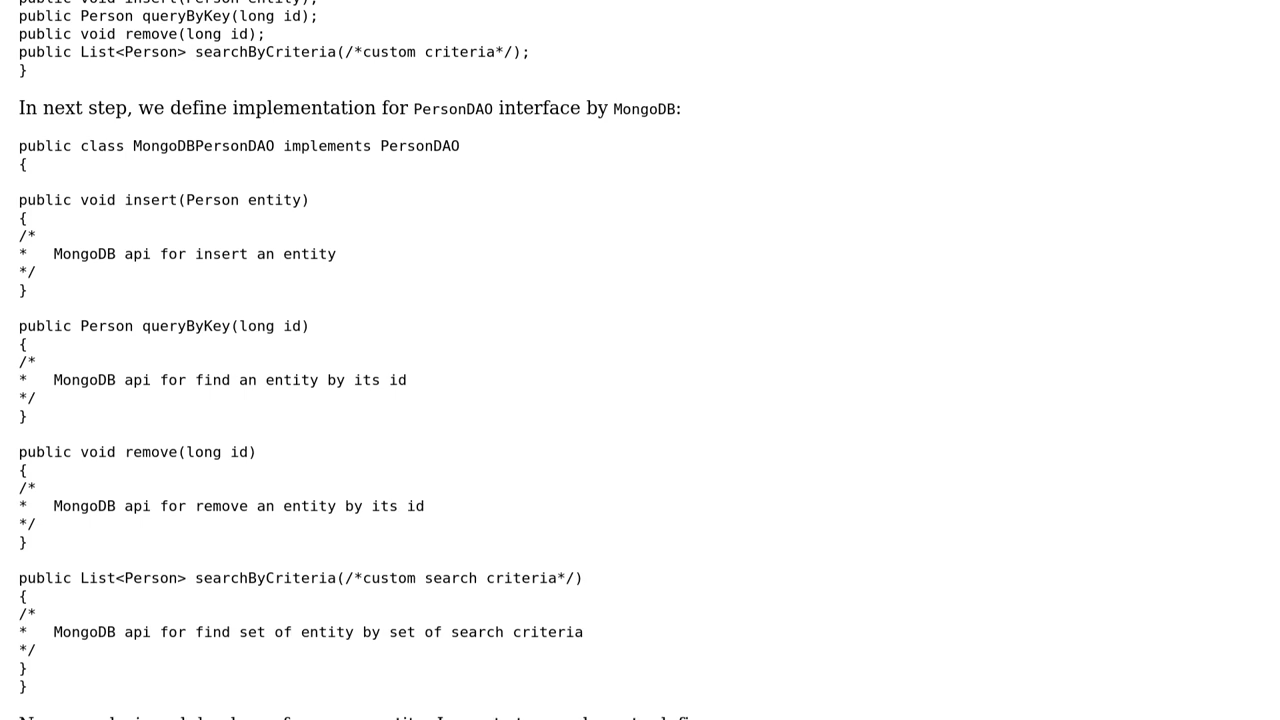 public Person queryByKey(long id);
public void remove(long id);
public List<Person> searchByCriteria(/*custom criteria*/);
}
In next step, we define implementation for PersonDAO interface by MongoDB:
public class MongoDBPersonDAO implements PersonDAO
{
public void insert(Person entity)
{
/*
*   MongoDB api for insert an entity
*/
}
public Person queryByKey(long id)
{
/*
*   MongoDB api for find an entity by its id
*/
}
public void remove(long id)
{
/*
*   MongoDB api for remove an entity by its id
*/
}
public List<Person> searchByCriteria(/*custom search criteria*/)
{
/*
*   MongoDB api for find set of entity by set of search criteria
*/
}
}